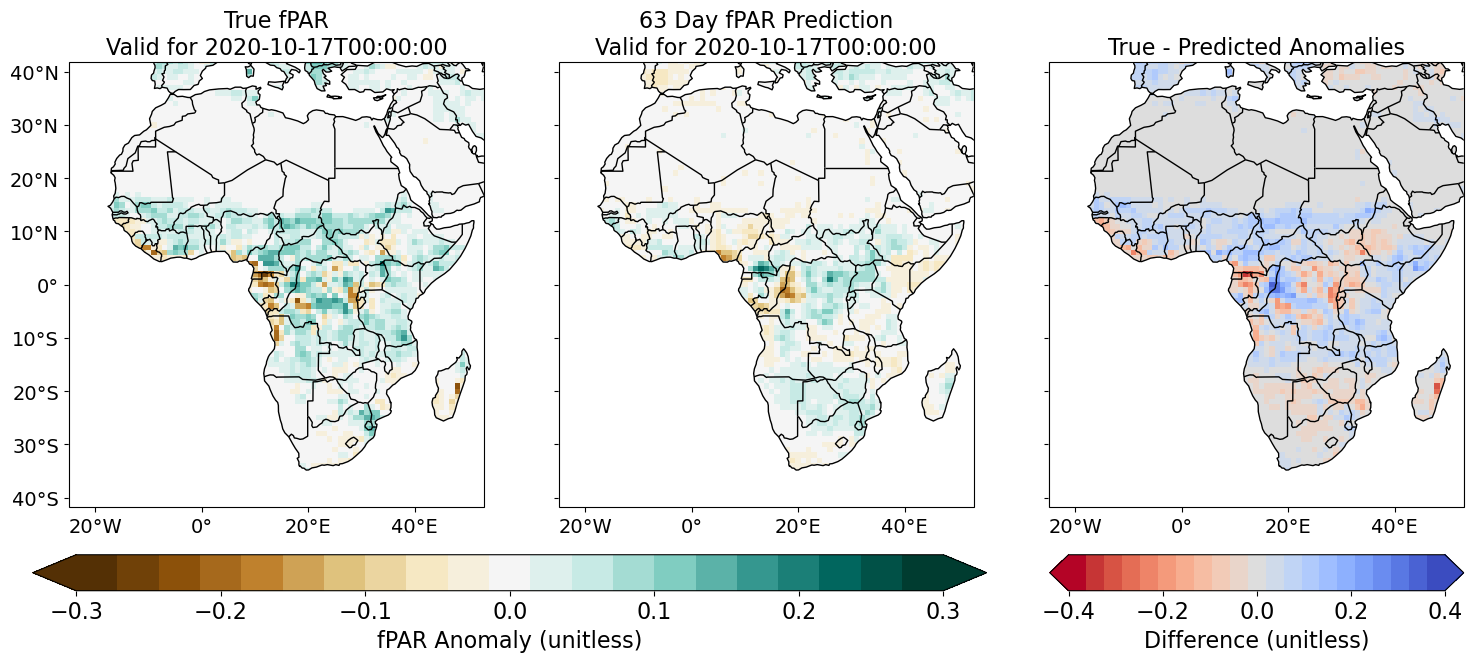 True fPAR
Valid for 2020-10-17T00:00:00
63 Day fPAR Prediction
Valid for 2020-10-17T00:00:00
True - Predicted Anomalies
40°N
30°N
20°N
10°N
0°
10°S
20°S
30°S
40°S
20°W 0° 20°E 40°E
20°W 0° 20°E 40°E
20°W 0° 20°E 40°E
−0.3 −0.2 −0.1 0.0 0.1 0.2 0.3
fPAR Anomaly (unitless)
−0.4 −0.2 0.0 0.2 0.4
Difference (unitless)